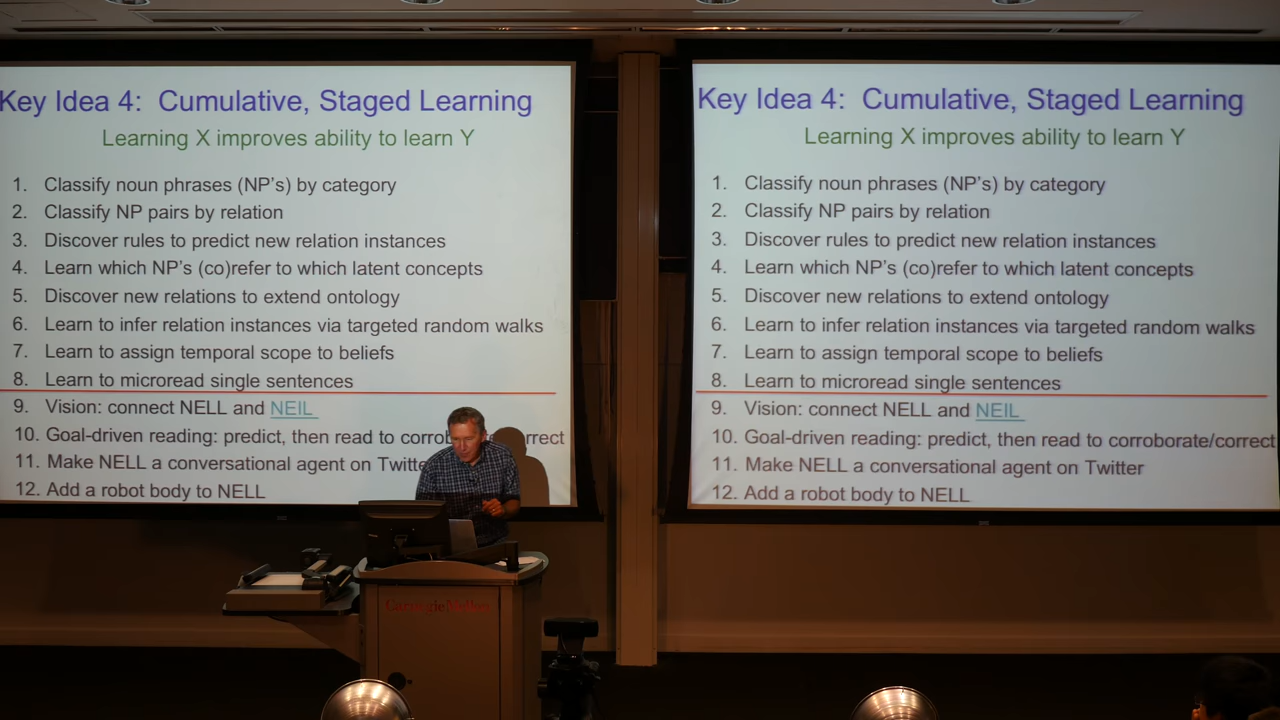 Key Idea 4: Cumulative, Staged Learning
Learning X improves ability to learn Y
1. Classify noun phrases (NP's) by category
2. Classify NP pairs by relation
3. Discover rules to predict new relation instances
4. Learn which NP's (co)refer to which latent concepts
5. Discover new relations to extend ontology
6. Learn to infer relation instances via targeted random walks
7. Learn to assign temporal scope to beliefs
8. Learn to microread single sentences
9. Vision: connect NELL and NEIL
10. Goal-driven reading: predict, then read to corrob rrect
11. Make NELL a conversational agent on Twitte
12. Add a robot body to NELL
Key Idea 4: Cumulative, Staged Learning
Learning X improves ability to learn Y
1. Classify noun phrases (NP's) by category
2. Classify NP pairs by relation
3. Discover rules to predict new relation instances
4. Learn which NP's (co)refer to which latent concepts
5. Discover new relations to extend ontology
6. Learn to infer relation instances via targeted random walks
7. Learn to assign temporal scope to beliefs
8. Learn to microread single sentences
9. Vision: connect NELL and NEIL
10. Goal-driven reading: predict, then read to corroborate/correct
11. Make NELL a conversational agent on Twitter
12. Add a robot body to NELL
Carnegie Mellon